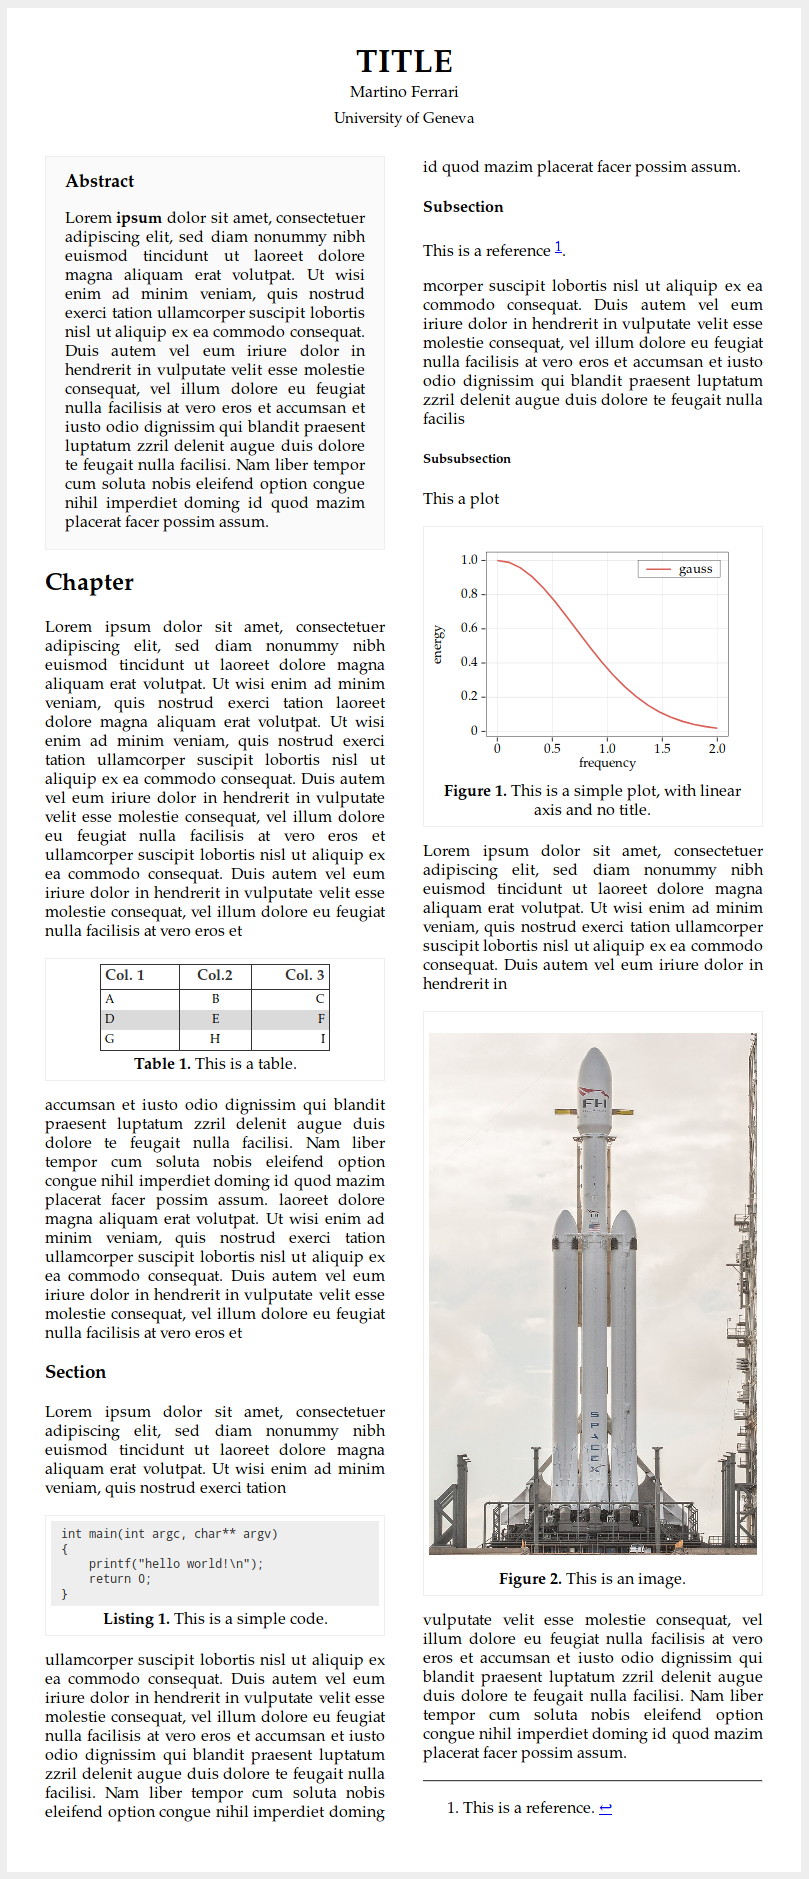 TITLE
Martino Ferrari
University of Geneva
Abstract
Lorem ipsum dolor sit amet, consectetuer
adipiscing elit, sed diam nonummy nibh
euismod tincidunt ut laoreet dolore
magna aliquam erat volutpat. Ut wisi
enim ad minim veniam, quis nostrud
exerci tation ullamcorper suscipit lobortis
nisl ut aliquip ex ea commodo consequat.
Duis autem vel eum iriure dolor in
hendrerit in vulputate velit esse molestie
consequat, vel illum dolore eu feugiat
nulla facilisis at vero eros et accumsan et
iusto odio dignissim qui blandit praesent
luptatum zzril delenit augue duis dolore
te feugait nulla facilisi. Nam liber tempor
cum soluta nobis eleifend option congue
nihil imperdiet doming id quod mazim
placerat facer possim assum.
Chapter
Lorem ipsum dolor sit amet, consectetuer
adipiscing elit, sed diam nonummy nibh
euismod tincidunt ut laoreet dolore magna
aliquam erat volutpat. Ut wisi enim ad minim
veniam, quis nostrud exerci tation laoreet
dolore magna aliquam erat volutpat. Ut wisi
enim ad minim veniam, quis nostrud exerci
tation ullamcorper suscipit lobortis nisl ut
aliquip ex ea commodo consequat. Duis autem
vel eum iriure dolor in hendrerit in vulputate
velit esse molestie consequat, vel illum dolore
eu feugiat nulla facilisis at vero eros et
ullamcorper suscipit lobortis nisl ut aliquip ex
ea commodo consequat. Duis autem vel eum
iriure dolor in hendrerit in vulputate velit esse
molestie consequat, vel illum dolore eu feugiat
nulla facilisis at vero eros et
Col. 1 Col.2 Col. 3
A B C
D E F
G H I
Table 1. This is a table.
accumsan et iusto odio dignissim qui blandit
praesent luptatum zzril delenit augue duis
dolore te feugait nulla facilisi. Nam liber
tempor cum soluta nobis eleifend option
congue nihil imperdiet doming id quod mazim
placerat facer possim assum. laoreet dolore
magna aliquam erat volutpat. Ut wisi enim ad
minim veniam, quis nostrud exerci tation
ullamcorper suscipit lobortis nisl ut aliquip ex
ea commodo consequat. Duis autem vel eum
iriure dolor in hendrerit in vulputate velit esse
molestie consequat, vel illum dolore eu feugiat
nulla facilisis at vero eros et
Section
Lorem ipsum dolor sit amet, consectetuer
adipiscing elit, sed diam nonummy nibh
euismod tincidunt ut laoreet dolore magna
aliquam erat volutpat. Ut wisi enim ad minim
veniam, quis nostrud exerci tation
int main(int argc, char** argv)
{
    printf("hello world!\n");
    return 0;
}
Listing 1. This is a simple code.
ullamcorper suscipit lobortis nisl ut aliquip ex
ea commodo consequat. Duis autem vel eum
iriure dolor in hendrerit in vulputate velit esse
molestie consequat, vel illum dolore eu feugiat
nulla facilisis at vero eros et accumsan et iusto
odio dignissim qui blandit praesent luptatum
zzril delenit augue duis dolore te feugait nulla
facilisi. Nam liber tempor cum soluta nobis
eleifend option congue nihil imperdiet doming
id quod mazim placerat facer possim assum.
Subsection
This is a reference 1.
mcorper suscipit lobortis nisl ut aliquip ex ea
commodo consequat. Duis autem vel eum
iriure dolor in hendrerit in vulputate velit esse
molestie consequat, vel illum dolore eu feugiat
nulla facilisis at vero eros et accumsan et iusto
odio dignissim qui blandit praesent luptatum
zzril delenit augue duis dolore te feugait nulla
facilis
Subsubsection
This a plot
1.0
0.8
0.6
0.4
0.2
0
energy
gauss
0 0.5 1.0 1.5 2.0
frequency
Figure 1. This is a simple plot, with linear
axis and no title.
Lorem ipsum dolor sit amet, consectetuer
adipiscing elit, sed diam nonummy nibh
euismod tincidunt ut laoreet dolore magna
aliquam erat volutpat. Ut wisi enim ad minim
veniam, quis nostrud exerci tation ullamcorper
suscipit lobortis nisl ut aliquip ex ea commodo
consequat. Duis autem vel eum iriure dolor in
hendrerit in
FH
SPACEX
Figure 2. This is an image.
vulputate velit esse molestie consequat, vel
illum dolore eu feugiat nulla facilisis at vero
eros et accumsan et iusto odio dignissim qui
blandit praesent luptatum zzril delenit augue
duis dolore te feugait nulla facilisi. Nam liber
tempor cum soluta nobis eleifend option
congue nihil imperdiet doming id quod mazim
placerat facer possim assum.
1. This is a reference. ↩